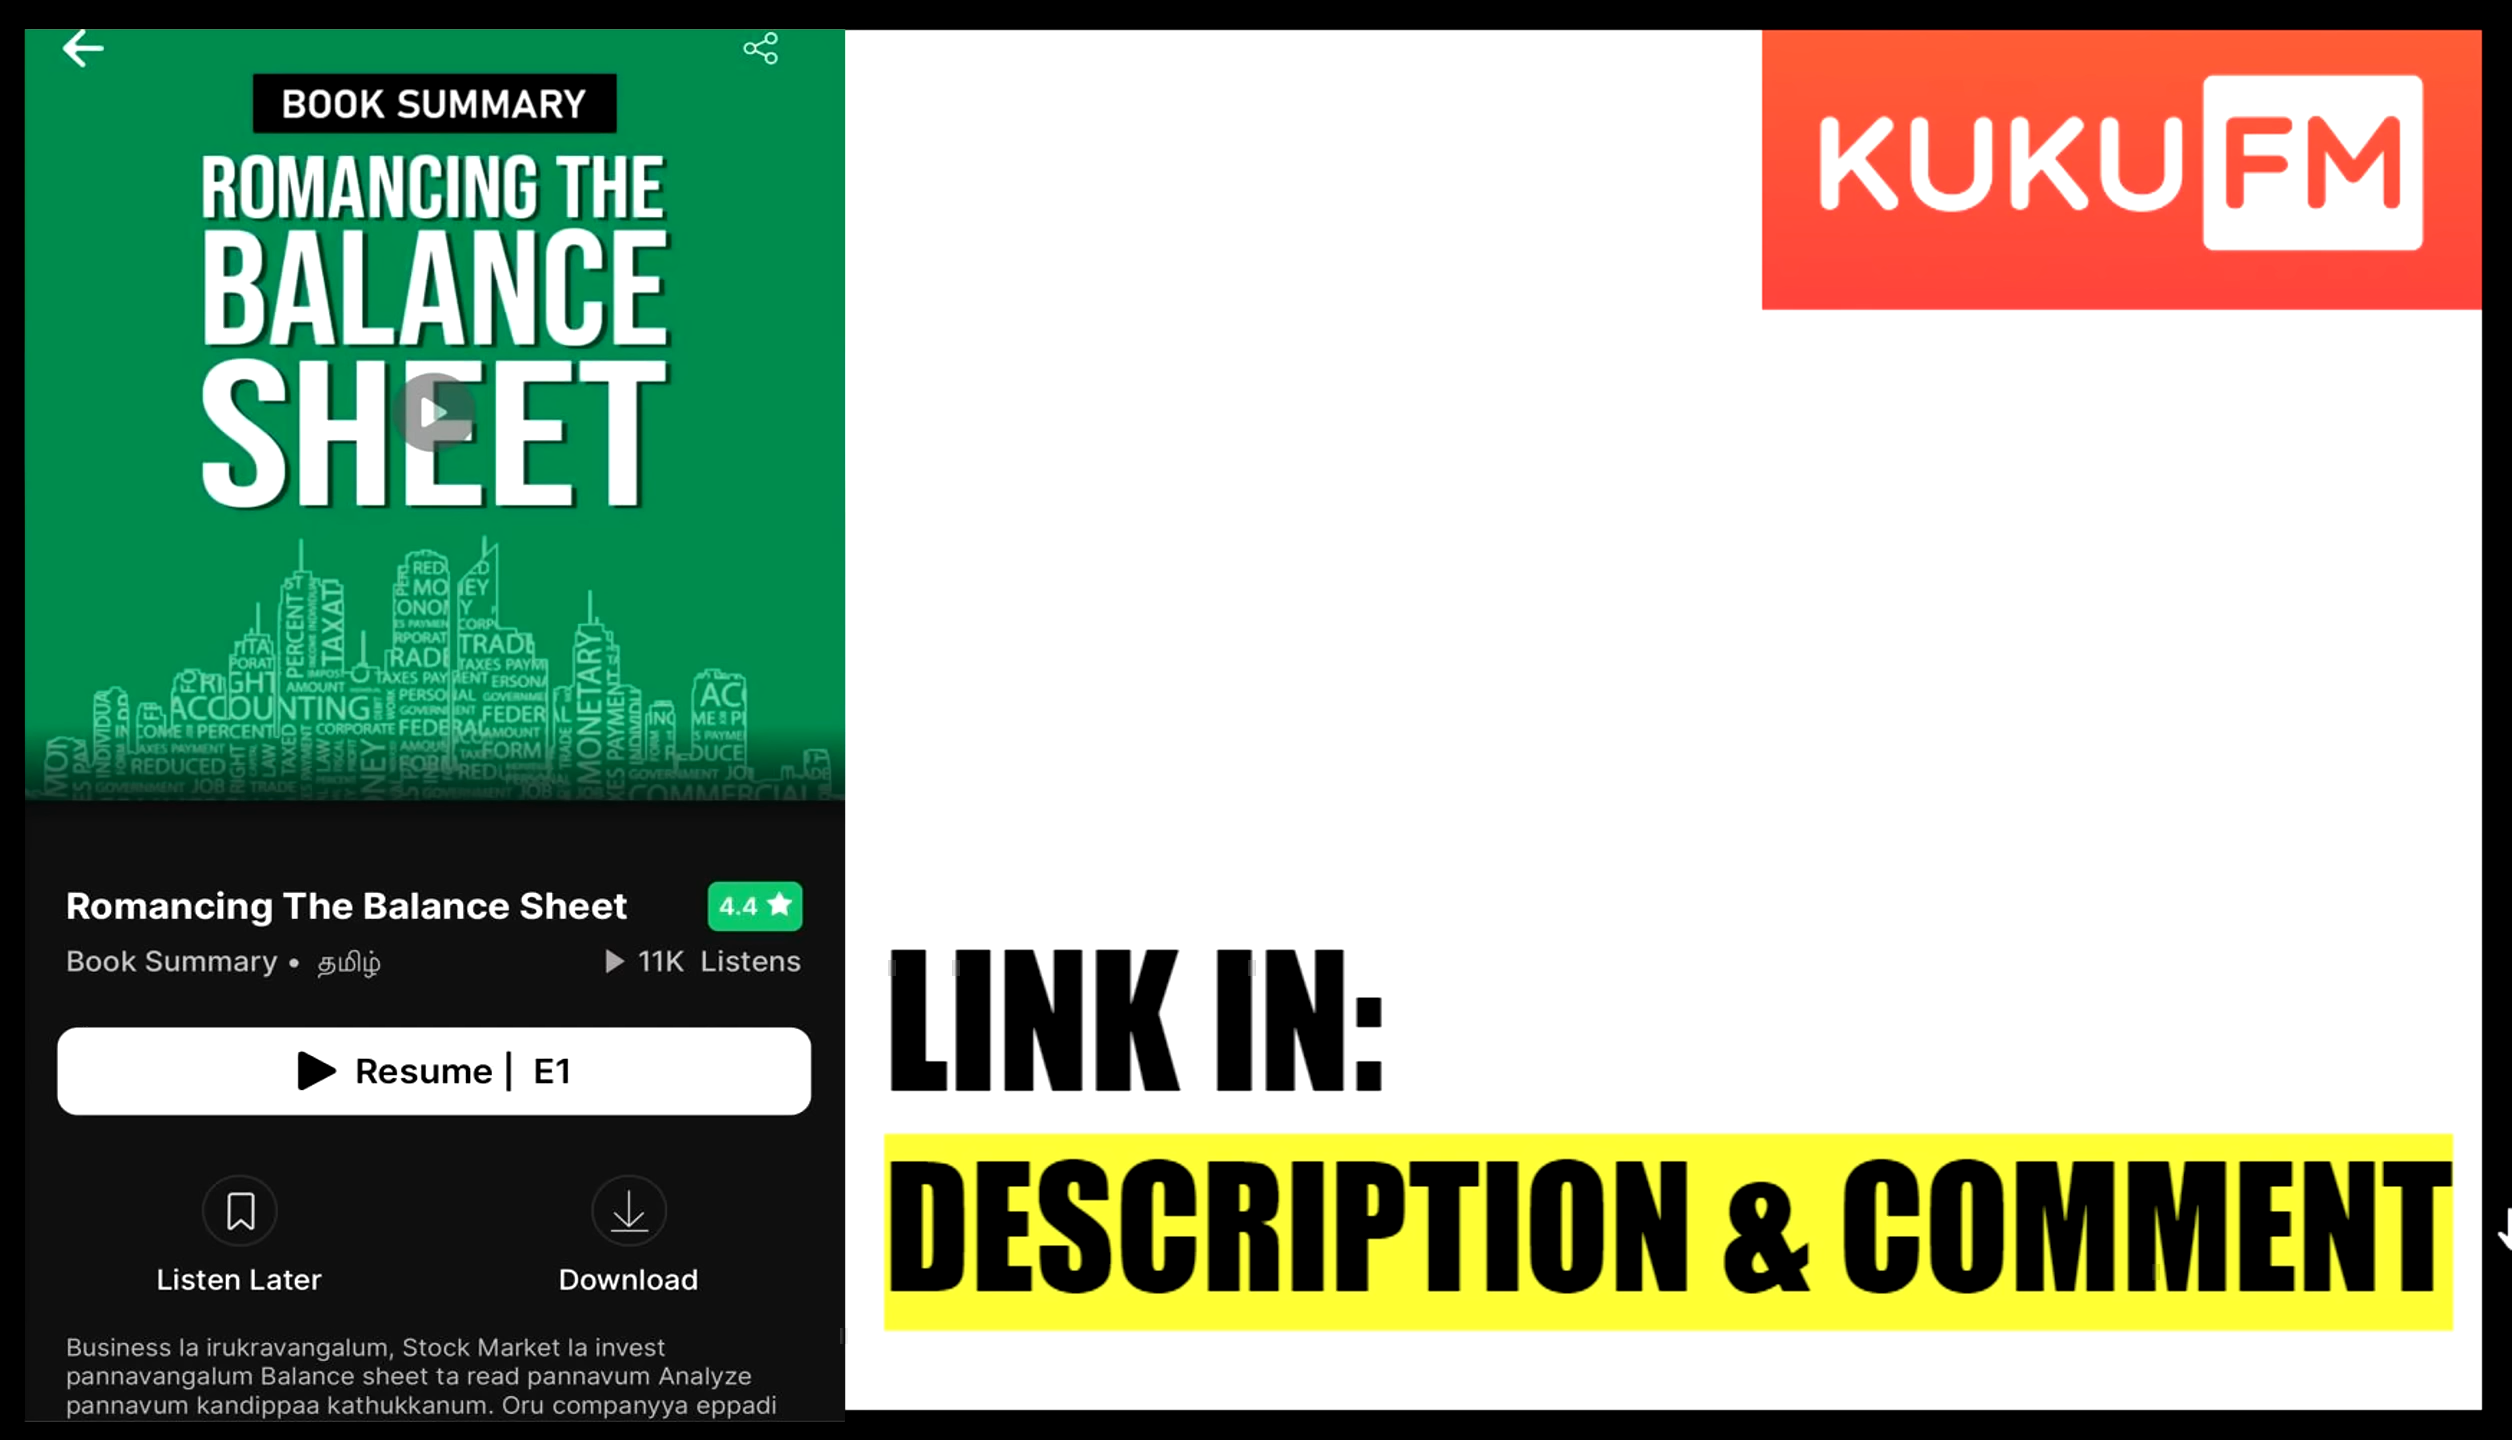 BOOK SUMMARY
ROMANCING THE
BALANCE
SHEET
Romancing The Balance Sheet
4.4
Book Summary • தமிழ்
11K Listens
Resume | E1
Listen Later
Download
Business la irukravangalum, Stock Market la invest
pannavangalum Balance sheet ta read pannavum Analyze
pannavum kandippaa kathukkanum. Oru companyya eppadi
KUKU FM
LINK IN:
DESCRIPTION & COMMENT